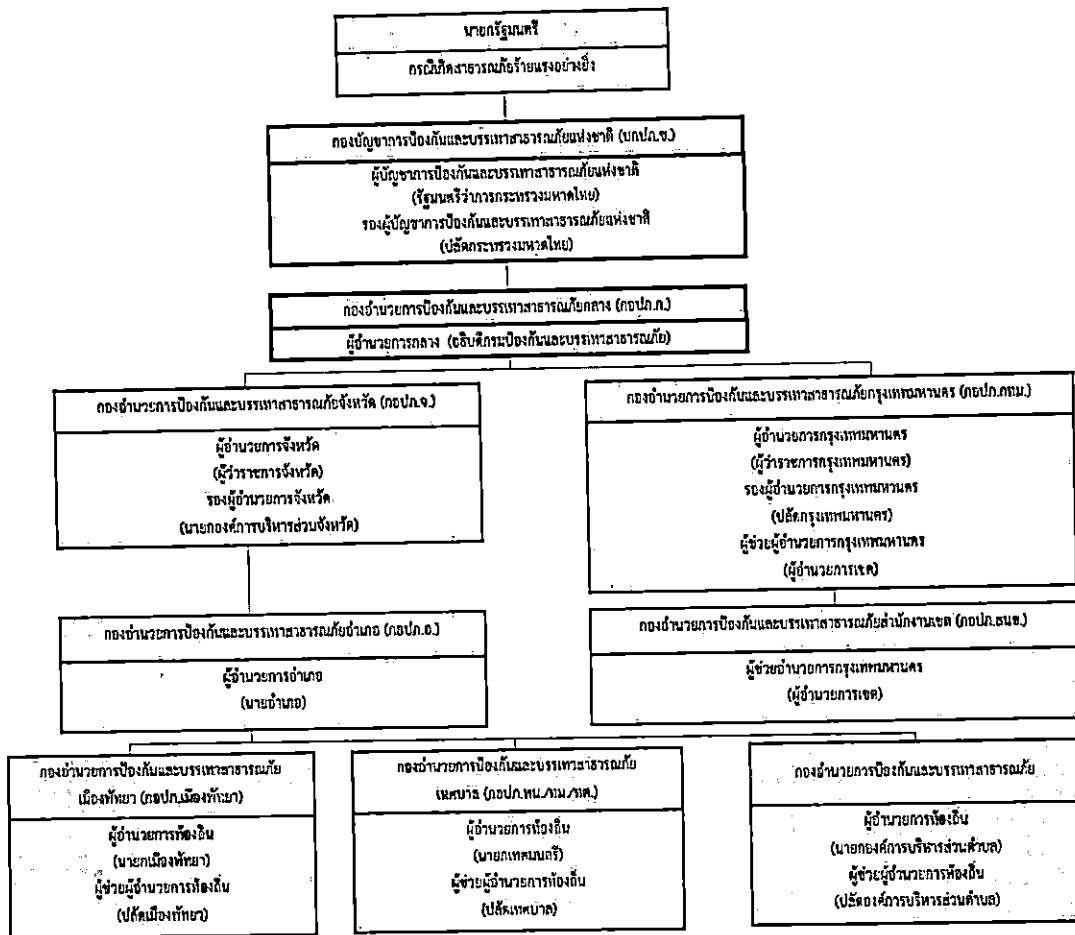 นายกรัฐมนตรี
กรณีเกิดสาธารณภัยร้ายแรงอย่างยิ่ง
กองบัญชาการป้องกันและบรรเทาสาธารณภัยแห่งชาติ (บกปภ.ช.)
ผู้บัญชาการป้องกันและบรรเทาสาธารณภัยแห่งชาติ
(รัฐมนตรีว่าการกระทรวงมหาดไทย)
รองผู้บัญชาการป้องกันและบรรเทาสาธารณภัยแห่งชาติ
(ปลัดกระทรวงมหาดไทย)
กองอำนวยการป้องกันและบรรเทาสาธารณภัยกลาง (กอปภ.ก.)
ผู้อำนวยการกลาง (อธิบดีกรมป้องกันและบรรเทาสาธารณภัย)
กองอำนวยการป้องกันและบรรเทาสาธารณภัยจังหวัด (กอปภ.จ.)
ผู้อำนวยการจังหวัด
(ผู้ว่าราชการจังหวัด)
รองผู้อำนวยการจังหวัด
(นายกองค์การบริหารส่วนจังหวัด)
กองอำนวยการป้องกันและบรรเทาสาธารณภัยกรุงเทพมหานคร (กอปภ.กทม.)
ผู้อำนวยการกรุงเทพมหานคร
(ผู้ว่าราชการกรุงเทพมหานคร)
รองผู้อำนวยการกรุงเทพมหานคร
(ปลัดกรุงเทพมหานคร)
ผู้ช่วยผู้อำนวยการกรุงเทพมหานคร
(ผู้อำนวยการเขต)
กองอำนวยการป้องกันและบรรเทาสาธารณภัยอำเภอ (กอปภ.อ.)
ผู้อำนวยการอำเภอ
(นายอำเภอ)
กองอำนวยการป้องกันและบรรเทาสาธารณภัยสำนักงานเขต (กอปภ.สนข.)
ผู้ช่วยอำนวยการกรุงเทพมหานคร
(ผู้อำนวยการเขต)
กองอำนวยการป้องกันและบรรเทาสาธารณภัย
เมืองพัทยา (กอปภ.เมืองพัทยา)
ผู้อำนวยการท้องถิ่น
(นายกเมืองพัทยา)
ผู้ช่วยผู้อำนวยการท้องถิ่น
(ปลัดเมืองพัทยา)
กองอำนวยการป้องกันและบรรเทาสาธารณภัย
เทศบาล (กอปภ.ทน./ทม./ทต.)
ผู้อำนวยการท้องถิ่น
(นายกเทศมนตรี)
ผู้ช่วยผู้อำนวยการท้องถิ่น
(ปลัดเทศบาล)
กองอำนวยการป้องกันและบรรเทาสาธารณภัย
ผู้อำนวยการท้องถิ่น
(นายกองค์การบริหารส่วนตำบล)
ผู้ช่วยผู้อำนวยการท้องถิ่น
(ปลัดองค์การบริหารส่วนตำบล)